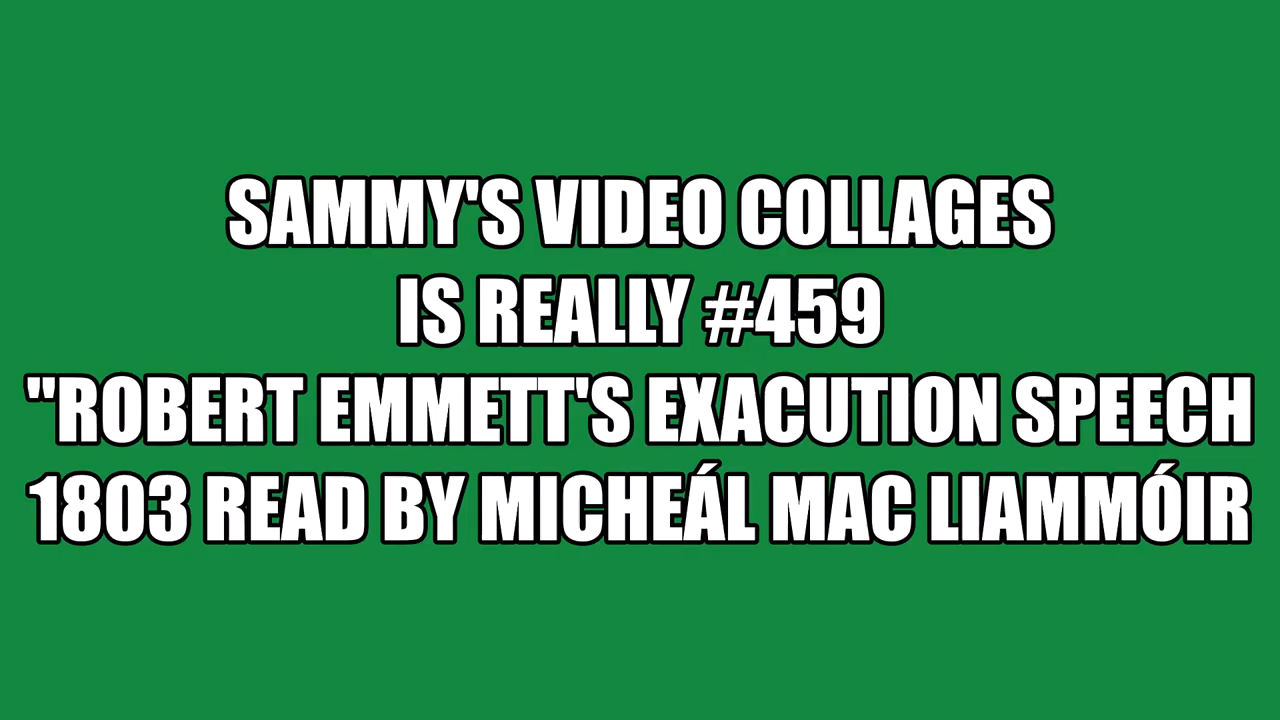 SAMMY'S VIDEO COLLAGES
IS REALLY #459
"ROBERT EMMETT'S EXACUTION SPEECH
1803 READ BY MICHEÁL MAC LIAMMÓIR